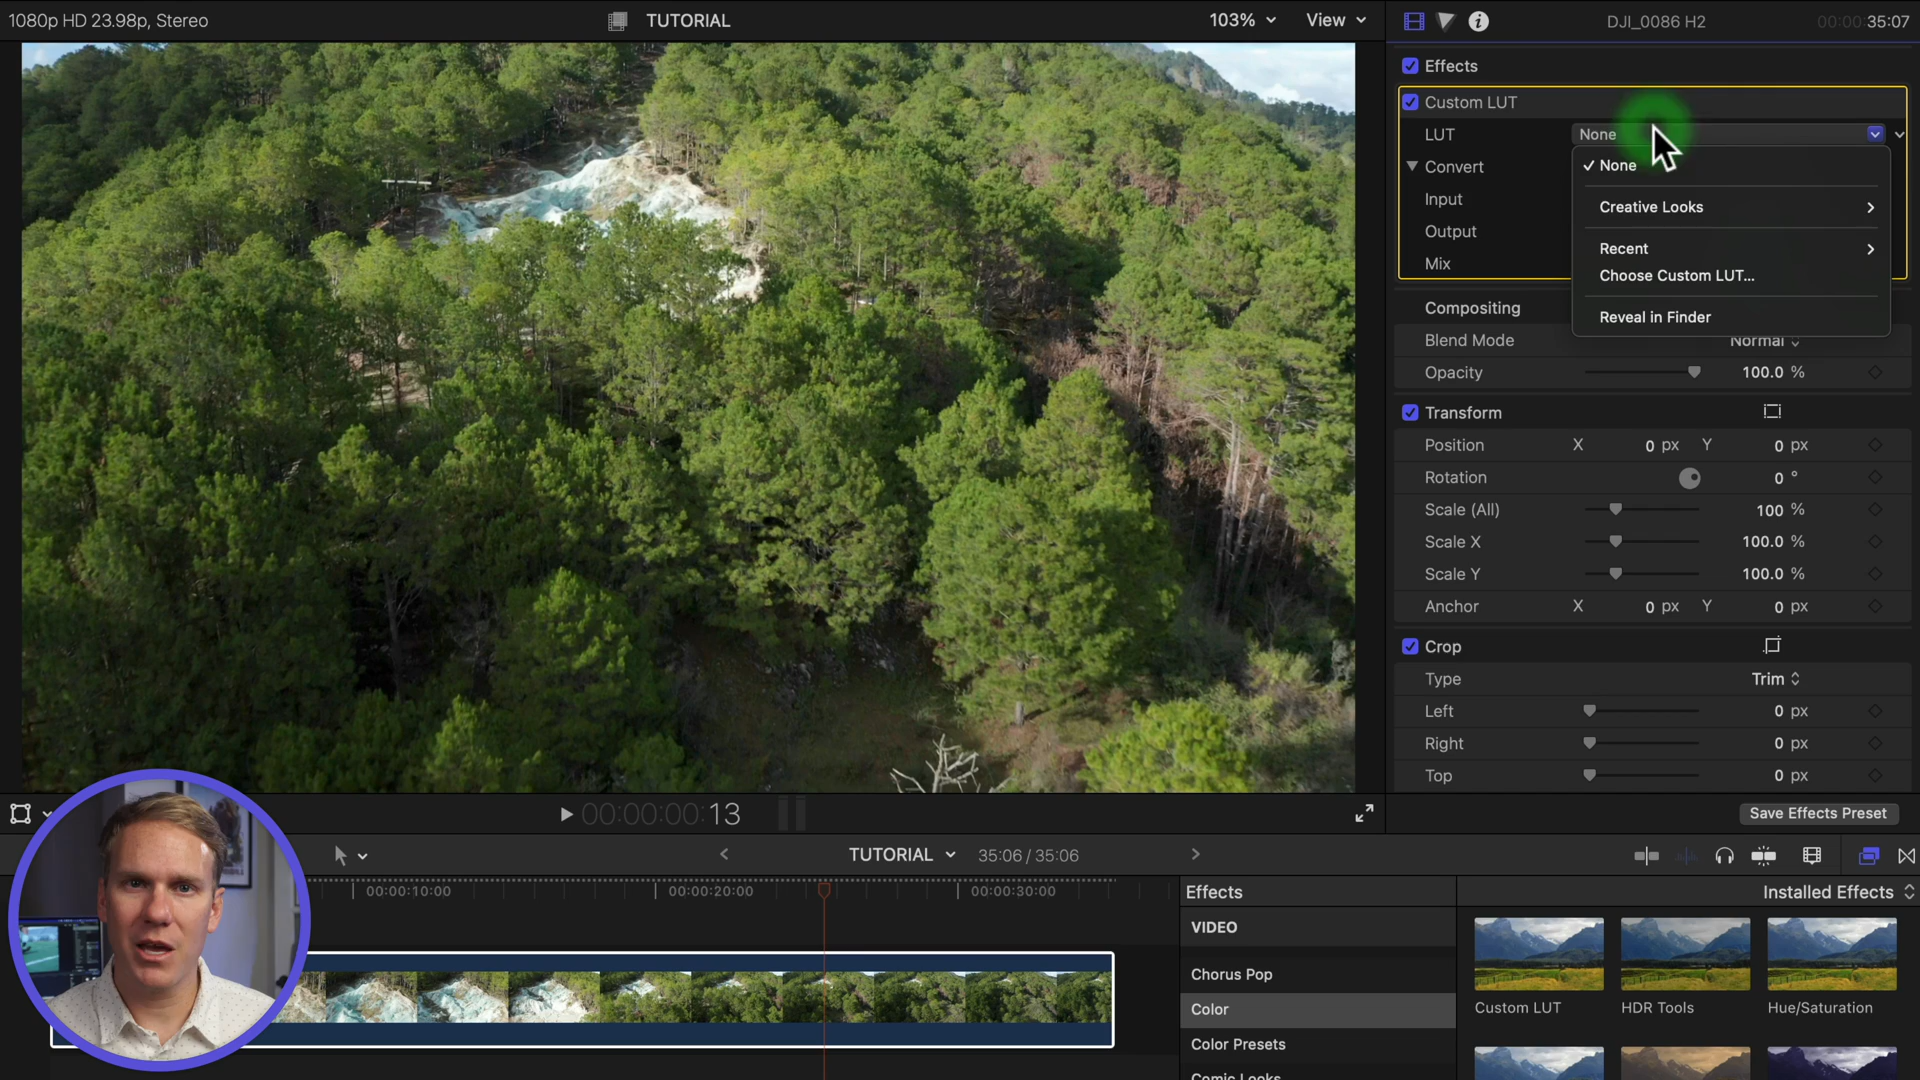 1080p HD 23.98p, Stereo
TUTORIAL
103%
View
DJI_0086 H2
00:00:35:07
Effects
Custom LUT
LUT
None
Convert
None
Input
Creative Looks
Output
Recent
Mix
Choose Custom LUT...
Compositing
Reveal in Finder
Blend Mode
Normal
Opacity
100.0 %
Transform
Position X 0 px Y 0 px
Rotation 0 °
Scale (All) 100 %
Scale X 100.0 %
Scale Y 100.0 %
Anchor X 0 px Y 0 px
Crop
Type Trim
Left 0 px
Right 0 px
Top 0 px
00:00:00:13
Save Effects Preset
TUTORIAL
35:06 / 35:06
00:00:10:00
00:00:20:00
00:00:30:00
Effects
Installed Effects
VIDEO
Chorus Pop
Color
Color Presets
Comic Looks
Custom LUT
HDR Tools
Hue/Saturation